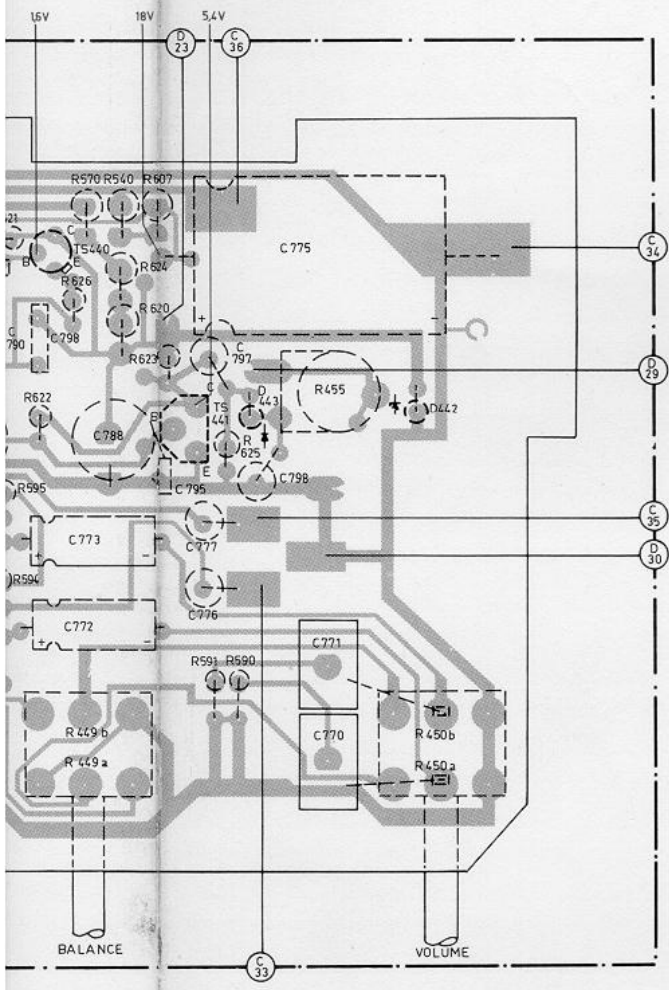 1,6V 18V 5,4V
D 23
C 36
R570 R540 R607
C
TS440
B E
R624
C 775
C 34
R626
R620
C 790
C798
+
R623
C 797
D 29
R455
R622
C
D 443
D442
B
TS 441
C788
R 625
E
C795
C798
R595
C 35
C773
+ -
C777
D 30
R594
C776
C772
+ -
C771
R591 R590
R449b
C770
R450b
R449a
R450a
BALANCE
VOLUME
C 33